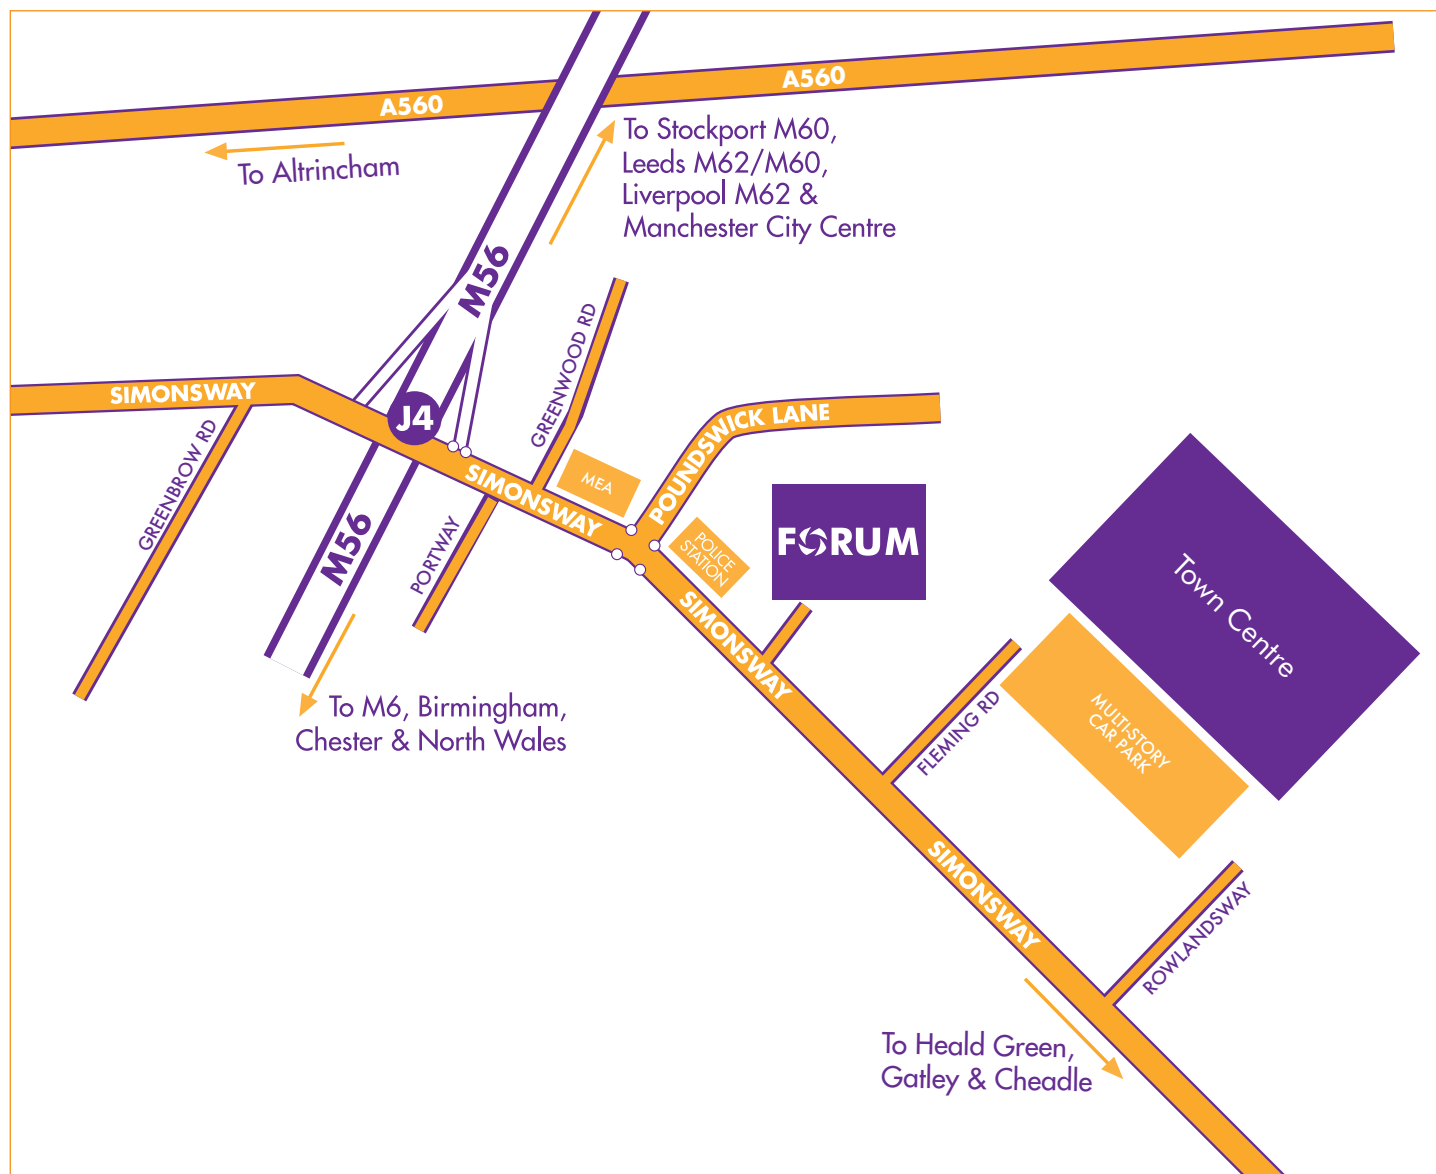 A560
A560
To Altrincham
To Stockport M60,
Leeds M62/M60,
Liverpool M62 &
Manchester City Centre
M56
GREENWOOD RD
SIMONSWAY
J4
POUNDSWICK LANE
GREENBROW RD
MEA
SIMONSWAY
M56
PORTWAY
POLICE
STATION
FORUM
Town Centre
SIMONSWAY
To M6, Birmingham,
Chester & North Wales
FLEMING RD
MULTI-STORY
CAR PARK
SIMONSWAY
ROWLANDSWAY
To Heald Green,
Gatley & Cheadle